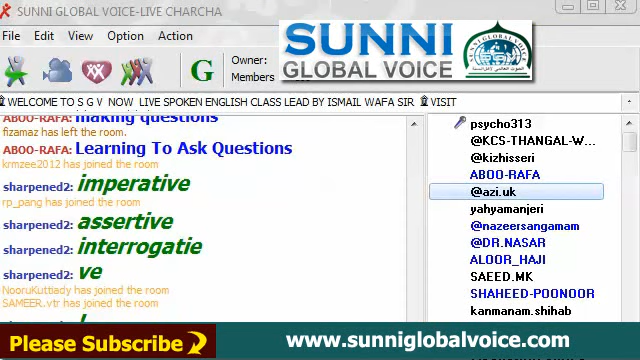 SUNNI GLOBAL VOICE-LIVE CHARCHA
File Edit View Option Action
G
Owner:
Members
SUNNI
GLOBAL VOICE
SUNNI GLOBAL VOICE
WELCOME TO S G V NOW LIVE SPOKEN ENGLISH CLASS LEAD BY ISMAIL WAFA SIR VISIT
ABOO-RAFA: making questions
fizamaz has left the room.
ABOO-RAFA: Learning To Ask Questions
krmzee2012 has joined the room
sharpened2: imperative
rp_pang has joined the room
sharpened2: assertive
sharpened2: interrogatie
sharpened2: ve
NooruKuttiady has joined the room
SAMEER..vtr has joined the room
psycho313
@KCS-THANGAL-W...
@kizhisseri
ABOO-RAFA
@azi.uk
yahyamanjeri
@nazeersangamam
@DR.NASAR
ALOOR_HAJI
SAEED.MK
SHAHEED-POONOOR
kanmanam.shihab
Please Subscribe
www.sunniglobalvoice.com